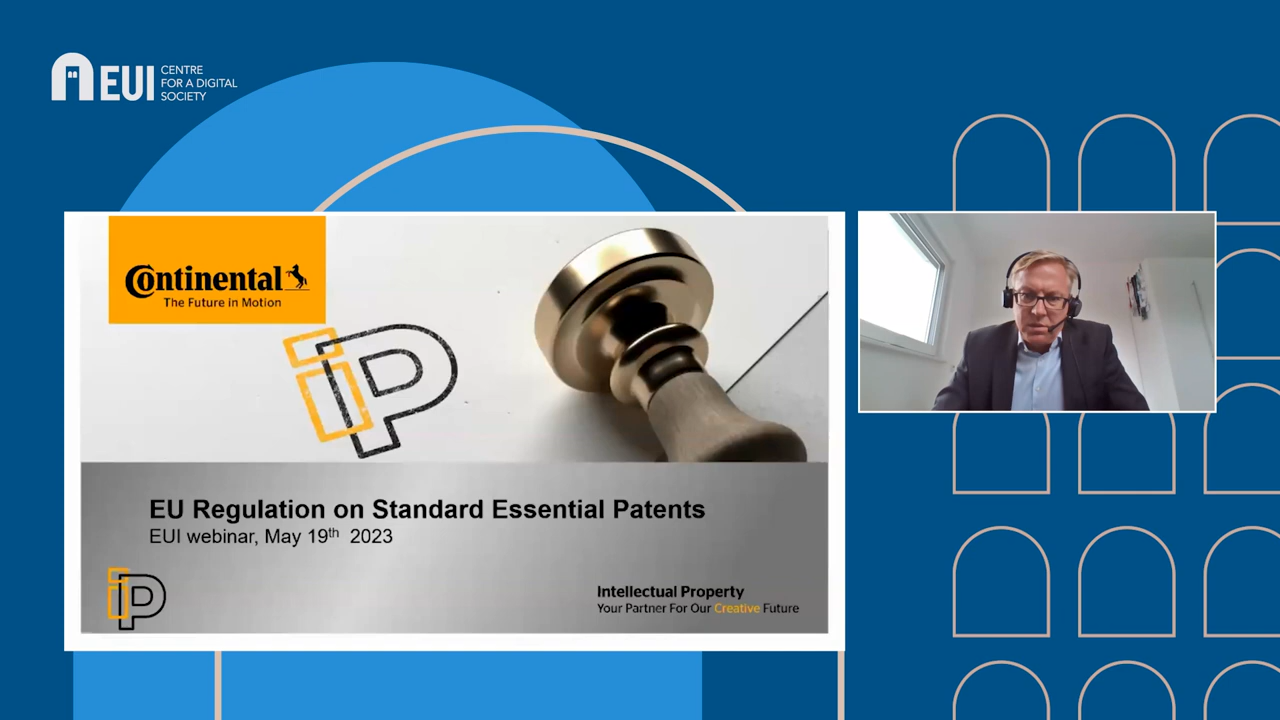 EUI
CENTRE
FOR A DIGITAL
SOCIETY
Continental
The Future in Motion
iP
EU Regulation on Standard Essential Patents
EUI webinar, May 19th 2023
iP
Intellectual Property
Your Partner For Our Creative Future